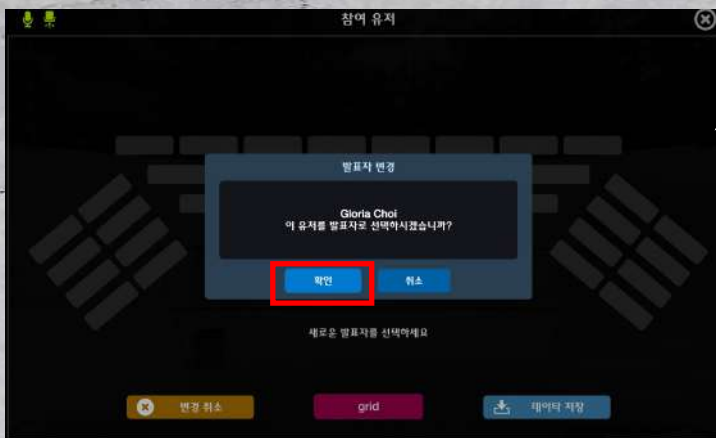 참여 유저
발표자 변경
Gloria Choi
이 유저를 발표자로 선택하시겠습니까?
확인
취소
새로운 발표자를 선택하세요
변경 취소
grid
데이터 저장